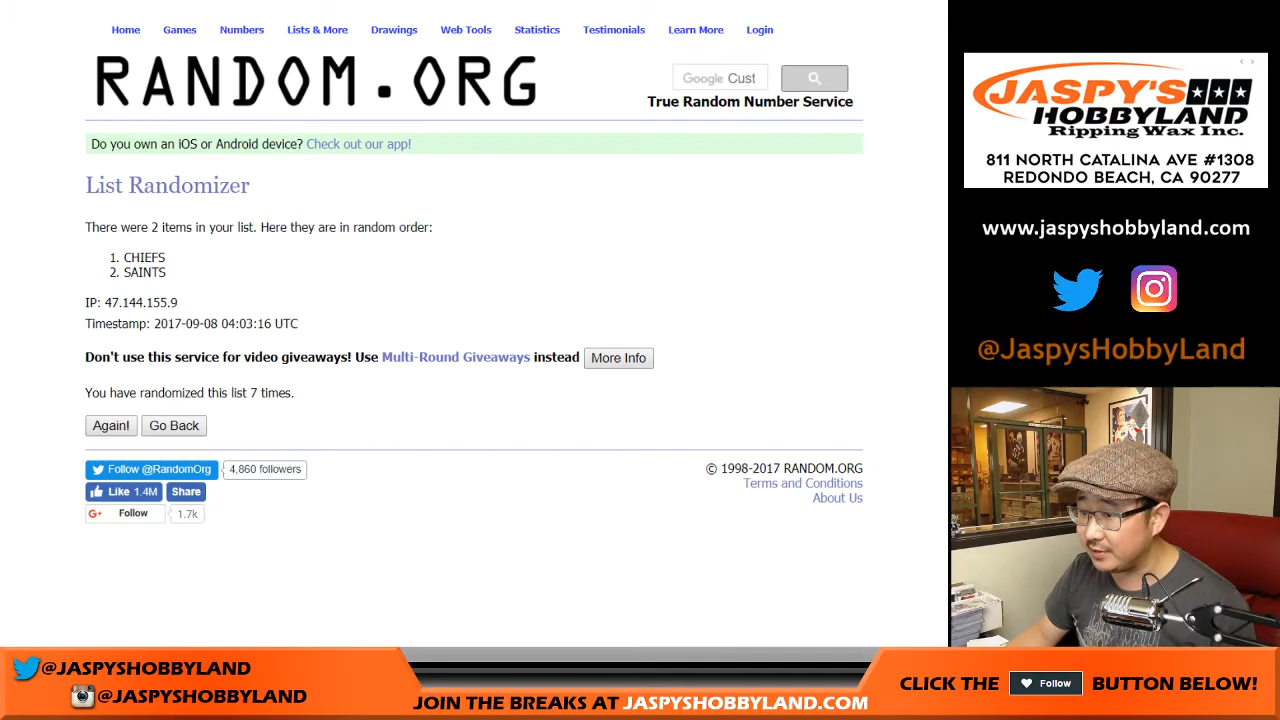 Home Games Numbers Lists & More Drawings Web Tools Statistics Testimonials Learn More Login
RANDOM.ORG
Google Cust
True Random Number Service
Do you own an iOS or Android device? Check out our app!
List Randomizer
There were 2 items in your list. Here they are in random order:
1. CHIEFS
2. SAINTS
IP: 47.144.155.9
Timestamp: 2017-09-08 04:03:16 UTC
Don't use this service for video giveaways! Use Multi-Round Giveaways instead More Info
You have randomized this list 7 times.
Again! Go Back
Follow @RandomOrg 4,860 followers
Like 1.4M Share
G+ Follow 1.7k
© 1998-2017 RANDOM.ORG
Terms and Conditions
About Us
JASPY'S
HOBBYLAND
Ripping Wax Inc.
811 NORTH CATALINA AVE #1308
REDONDO BEACH, CA 90277
www.jaspyshobbyland.com
@JaspysHobbyLand
@JASPYSHOBBYLAND
@JASPYSHOBBYLAND
JOIN THE BREAKS AT JASPYSHOBBYLAND.COM
CLICK THE Follow BUTTON BELOW!